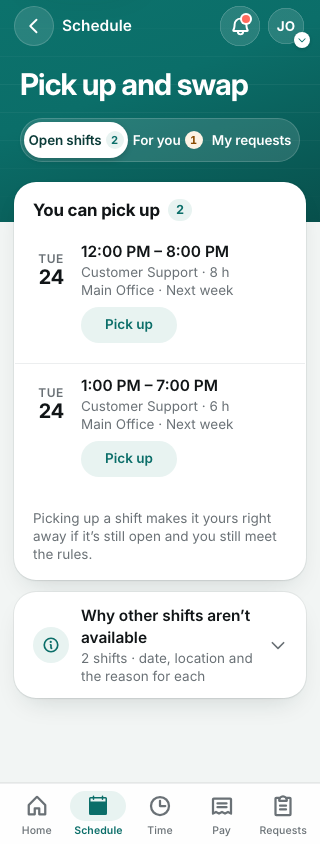 Schedule
JO
Pick up and swap
Open shifts 2
For you 1
My requests
You can pick up 2
TUE
24
12:00 PM – 8:00 PM
Customer Support · 8 h
Main Office · Next week
Pick up
TUE
24
1:00 PM – 7:00 PM
Customer Support · 6 h
Main Office · Next week
Pick up
Picking up a shift makes it yours right
away if it’s still open and you still meet
the rules.
Why other shifts aren’t
available
2 shifts · date, location and
the reason for each
Home
Schedule
Time
Pay
Requests